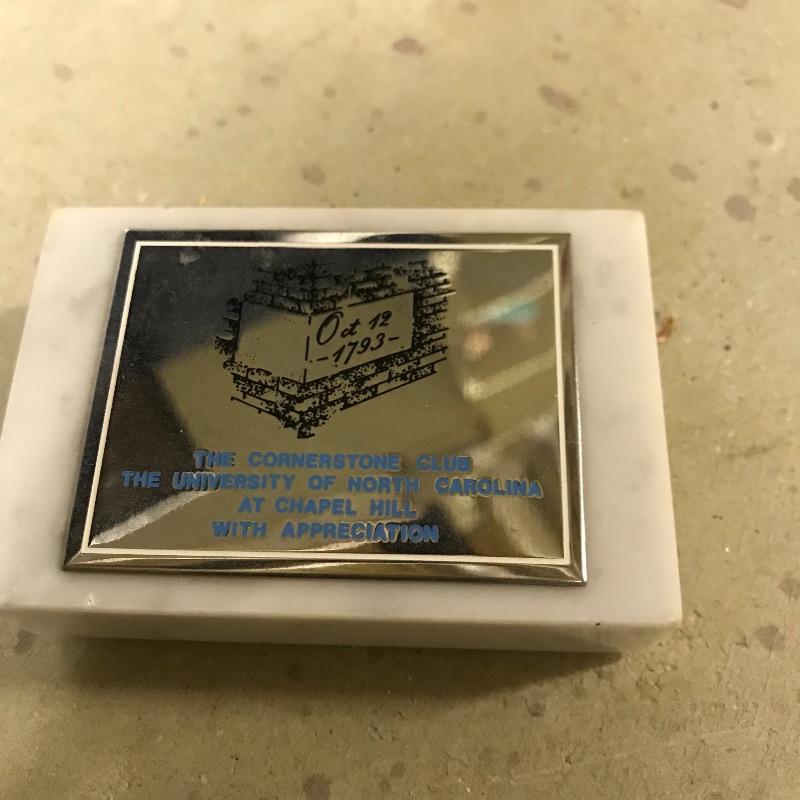 Oct 12
-1793-
THE CORNERSTONE CLUB
THE UNIVERSITY OF NORTH CAROLINA
AT CHAPEL HILL
WITH APPRECIATION